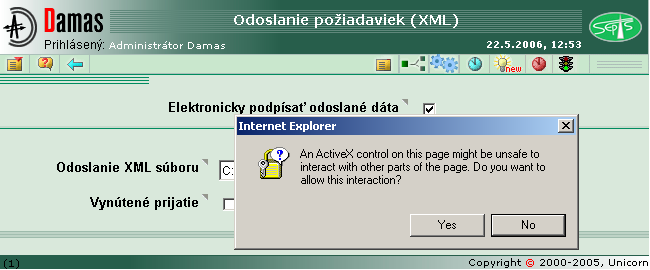 Damas
Odoslanie požiadaviek (XML)
SEPTS
Prihlásený: Administrátor Damas
22.5.2006, 12:53
new
Elektronicky podpísať odoslané dáta
Internet Explorer
An ActiveX control on this page might be unsafe to
interact with other parts of the page. Do you want to
allow this interaction?
Odoslanie XML súboru
C:
Vynútené prijatie
Yes
No
(1)
Copyright © 2000-2005, Unicorn